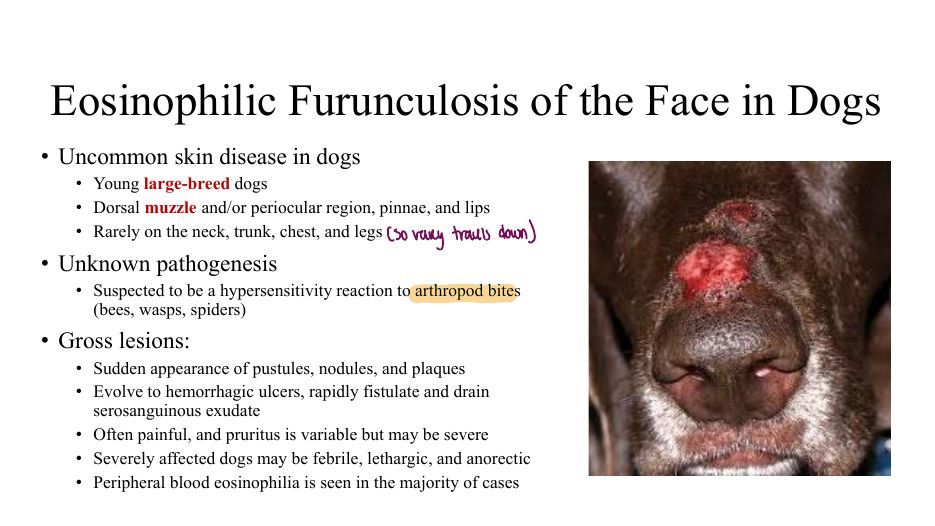 Eosinophilic Furunculosis of the Face in Dogs
• Uncommon skin disease in dogs
• Young large-breed dogs
• Dorsal muzzle and/or periocular region, pinnae, and lips
• Rarely on the neck, trunk, chest, and legs (so rarely trails down)
• Unknown pathogenesis
• Suspected to be a hypersensitivity reaction to arthropod bites
(bees, wasps, spiders)
• Gross lesions:
• Sudden appearance of pustules, nodules, and plaques
• Evolve to hemorrhagic ulcers, rapidly fistulate and drain
serosanguinous exudate
• Often painful, and pruritus is variable but may be severe
• Severely affected dogs may be febrile, lethargic, and anorectic
• Peripheral blood eosinophilia is seen in the majority of cases